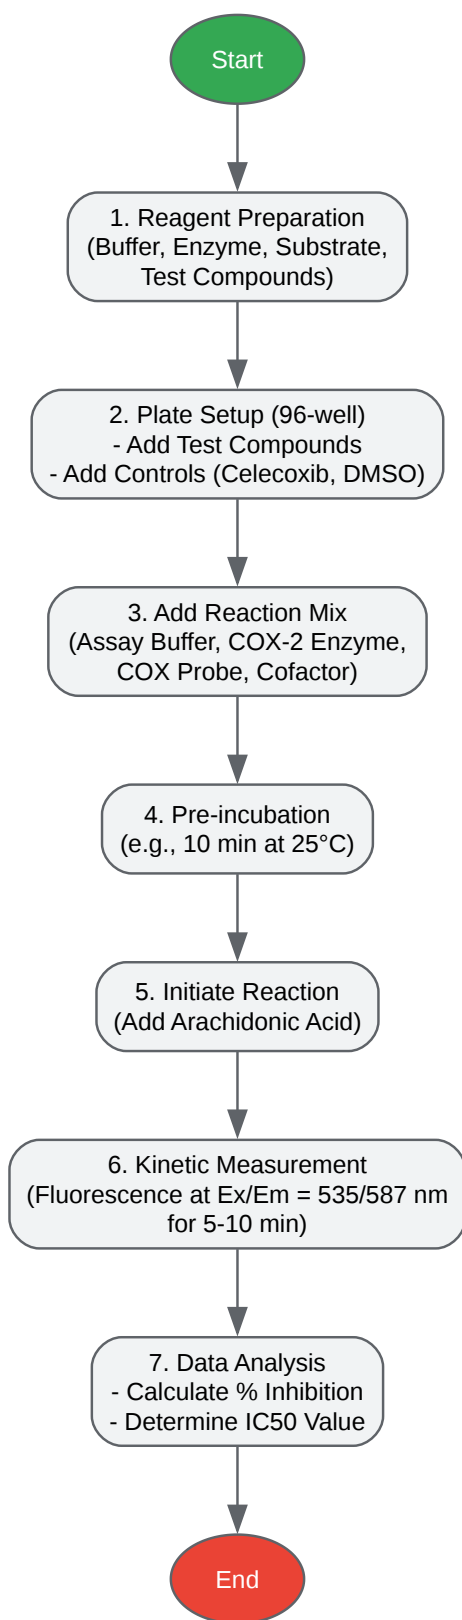 Start
1. Reagent Preparation
(Buffer, Enzyme, Substrate,
Test Compounds)
2. Plate Setup (96-well)
- Add Test Compounds
- Add Controls (Celecoxib, DMSO)
3. Add Reaction Mix
(Assay Buffer, COX-2 Enzyme,
COX Probe, Cofactor)
4. Pre-incubation
(e.g., 10 min at 25°C)
5. Initiate Reaction
(Add Arachidonic Acid)
6. Kinetic Measurement
(Fluorescence at Ex/Em = 535/587 nm
for 5-10 min)
7. Data Analysis
- Calculate % Inhibition
- Determine IC50 Value
End